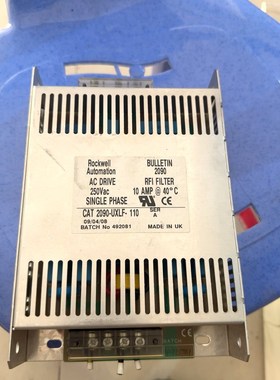 Rockwell Automation BULLETIN 2090
AC DRIVE RFI FILTER
250Vac 10 AMP @ 40°C
SINGLE PHASE
CAT 2090-UXLF-110 SER A
09/04/08
BATCH No 492081 MADE IN UK